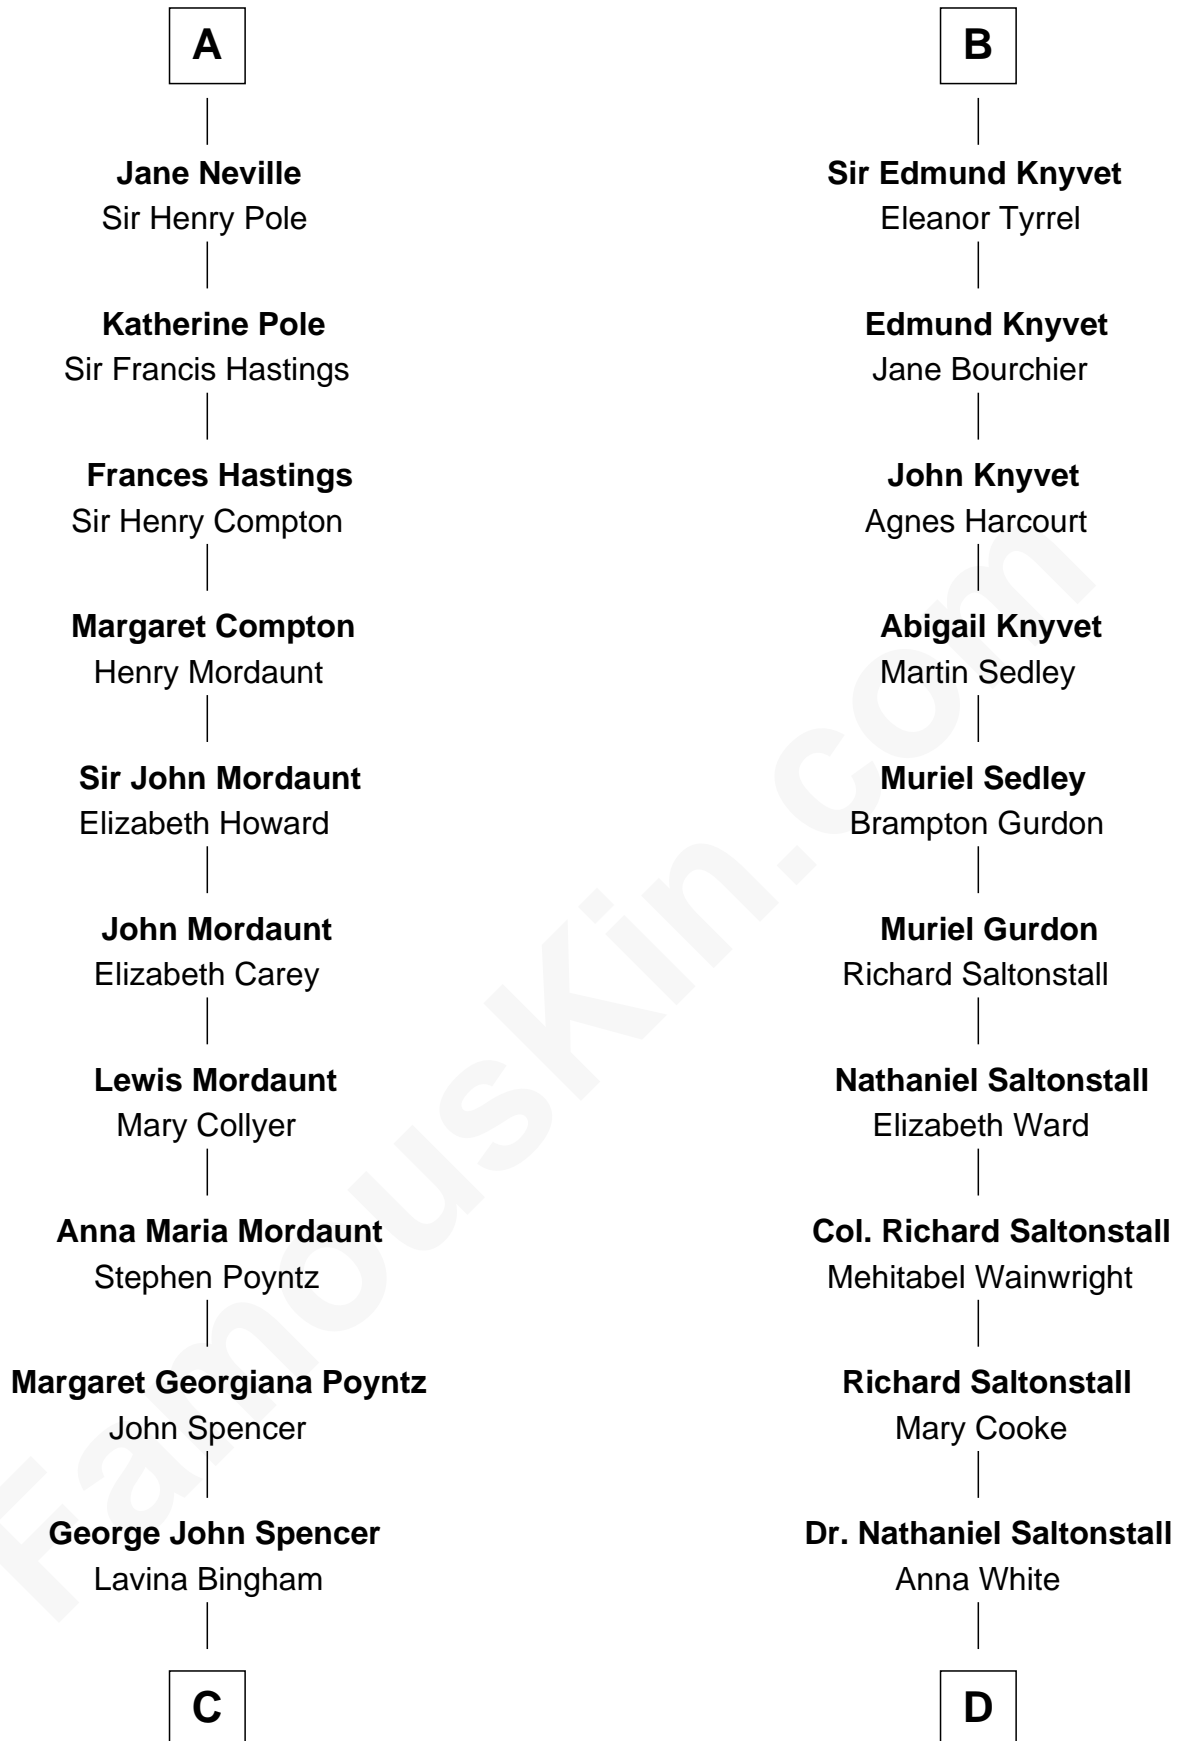 A
Jane Neville
Sir Henry Pole
Katherine Pole
Sir Francis Hastings
Frances Hastings
Sir Henry Compton
Margaret Compton
Henry Mordaunt
Sir John Mordaunt
Elizabeth Howard
John Mordaunt
Elizabeth Carey
Lewis Mordaunt
Mary Collyer
Anna Maria Mordaunt
Stephen Poyntz
Margaret Georgiana Poyntz
John Spencer
George John Spencer
Lavina Bingham
C
B
Sir Edmund Knyvet
Eleanor Tyrrel
Edmund Knyvet
Jane Bourchier
John Knyvet
Agnes Harcourt
Abigail Knyvet
Martin Sedley
Muriel Sedley
Brampton Gurdon
Muriel Gurdon
Richard Saltonstall
Nathaniel Saltonstall
Elizabeth Ward
Col. Richard Saltonstall
Mehitabel Wainwright
Richard Saltonstall
Mary Cooke
Dr. Nathaniel Saltonstall
Anna White
D
FamousKin.com